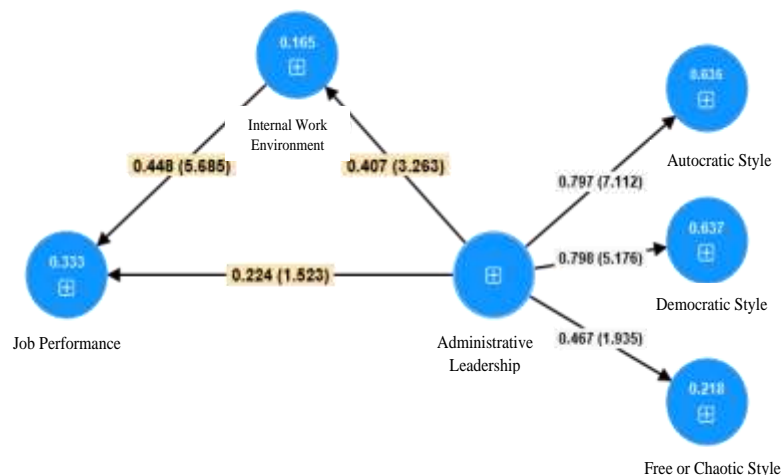 0.165
Internal Work
Environment
0.448 (5.685)
0.407 (3.263)
0.635
Autocratic Style
0.797 (7.112)
0.637
0.798 (5.176)
Democratic Style
0.333
Job Performance
0.224 (1.523)
Administrative
Leadership
0.467 (1.935)
0.218
Free or Chaotic Style